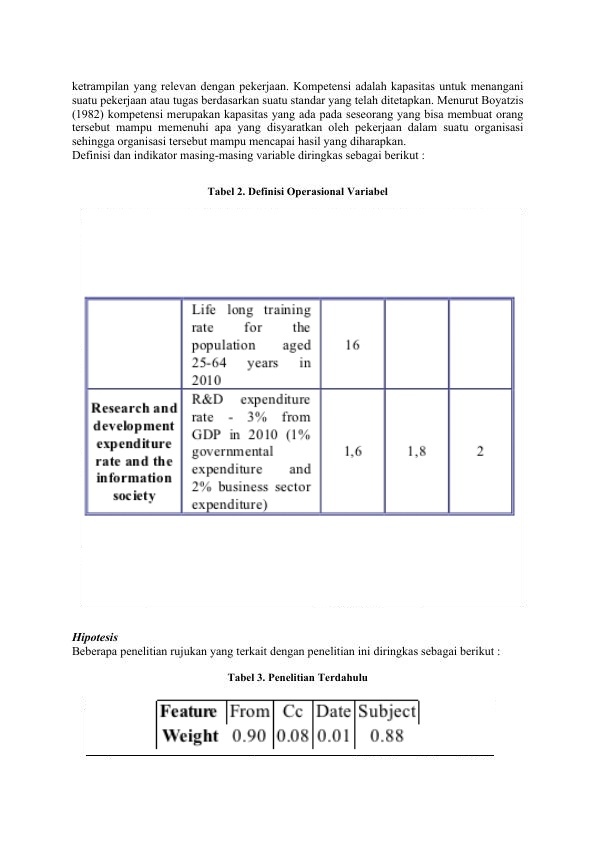 ketrampilan yang relevan dengan pekerjaan. Kompetensi adalah kapasitas untuk menangani
suatu pekerjaan atau tugas berdasarkan suatu standar yang telah ditetapkan. Menurut Boyatzis
(1982) kompetensi merupakan kapasitas yang ada pada seseorang yang bisa membuat orang
tersebut mampu memenuhi apa yang disyaratkan oleh pekerjaan dalam suatu organisasi
sehingga organisasi tersebut mampu mencapai hasil yang diharapkan.
Definisi dan indikator masing-masing variable diringkas sebagai berikut :
Tabel 2. Definisi Operasional Variabel
Life long training
rate for the
population aged
25-64 years in
2010
16
Research and
development
expenditure
rate and the
information
society
R&D expenditure
rate - 3% from
GDP in 2010 (1%
governmental
expenditure and
2% business sector
expenditure)
1,6 1,8 2
Hipotesis
Beberapa penelitian rujukan yang terkait dengan penelitian ini diringkas sebagai berikut :
Tabel 3. Penelitian Terdahulu
Feature From Cc Date Subject
Weight 0.90 0.08 0.01 0.88